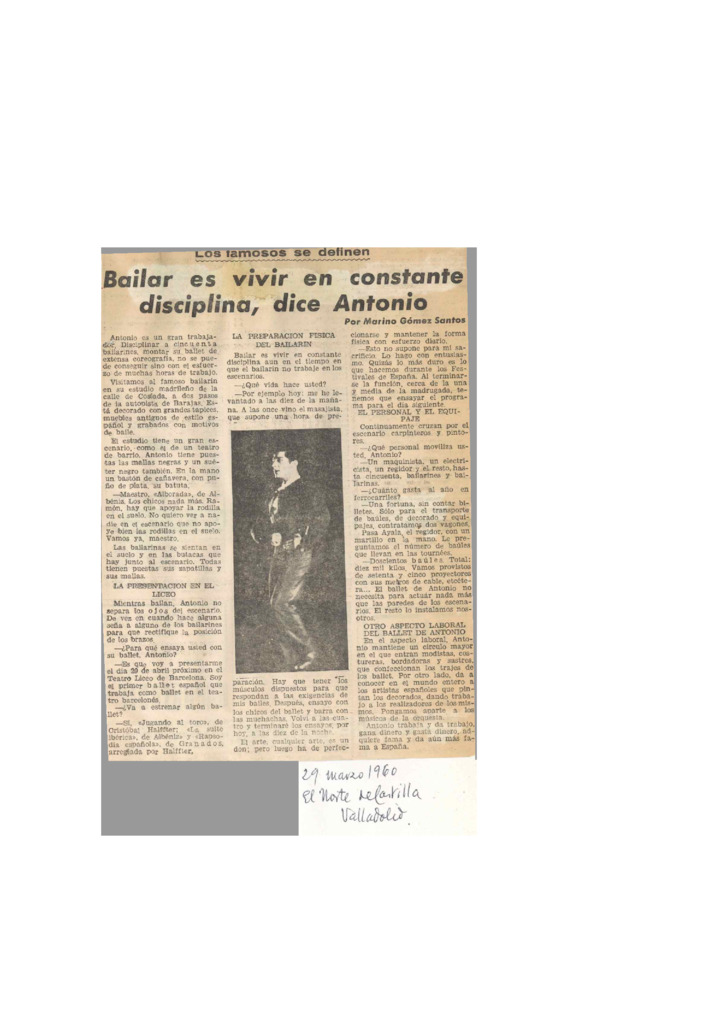 Los famosos se definen
Bailar es vivir en constante
disciplina, dice Antonio
Por Marino Gómez Santos
Antonio es un gran trabaja-
dor. Disciplinar a cincuenta
bailarines, montar su ballet de
extensa coreografía, no se pue-
de conseguir sino con el esfuer-
zo de muchas horas de trabajo.
Visitamos al famoso bailarín
en su estudio madrileño de la
calle de Coslada, a dos pasos
de la autopista de Barajas. Es-
tá decorado con grandes tapices,
muebles antiguos de estilo es-
pañol y grabados con motivos
de baile.
El estudio tiene un gran es-
cenario, como el de un teatro
de barrio. Antonio tiene pues-
tas las mallas negras y un sué-
ter negro también. En la mano
un bastón de cañavera, con pu-
ño de plata, su batuta.
—Maestro, «Alborada», de Al-
béniz. Los chicos nada más. Ra-
món, hay que apoyar la rodilla
en el suelo. No quiero ver a na-
die en el escenario que no apo-
ye bien las rodillas en el suelo.
Vamos ya, maestro.
Las bailarinas se sientan en
el suelo y en las butacas que
hay junto al escenario. Todas
tienen puestas sus zapatillas y
sus mallas.
LA PRESENTACION EN EL
LICEO
Mientras bailan, Antonio no
separa los ojos del escenario.
De vez en cuando hace alguna
seña a alguno de los bailarines
para que rectifique la posición
de los brazos
—¿Para qué ensaya usted con
su ballet, Antonio?
—Es que voy a presentarme
el día 20 de abril próximo en el
Teatro Liceo de Barcelona. Soy
el primer ballet español que
trabaja como ballet en el tea-
tro barcelonés.
—¿Va a estrenar algún ba-
llet?
—Sí, «Jugando al toro», de
Cristóbal Halffter; «La suite
ibérica», de Albéniz, y «Rapso-
dia española», de Granados,
arreglada por Halffter.
LA PREPARACION FISICA
DEL BAILARIN
Bailar es vivir en constante
disciplina aun en el tiempo en
que el bailarín no trabaje en los
escenarios.
—¿Qué vida hace usted?
—Por ejemplo hoy: me he le-
vantado a las diez de la maña-
na. A las once vino el masajista,
que supone una hora de pre-
paración. Hay que tener los
músculos dispuestos para que
respondan a las exigencias de
mis ballets. Después, ensayo con
los chicos del ballet y barra con
las muchachas. Volví a las cua-
tro y terminaré los ensayos, por
hoy, a las diez de la noche.
El arte, cualquier arte, es un
don; pero luego ha de perfec-
cionarse y mantener la forma
física con esfuerzo diario.
—Esto no supone para mí sa-
crificio. Lo hago con entusias-
mo. Quizás lo más duro es lo
que hacemos durante los Fes-
tivales de España. Al terminar-
se la función, cerca de la una
y media de la madrugada, te-
nemos que ensayar el progra-
ma para el día siguiente.
EL PERSONAL Y EL EQUI-
PAJE
Continuamente cruzan por el
escenario carpinteros y pinto-
res.
—¿Qué personal moviliza us-
ted, Antonio?
—Un maquinista, un electri-
cista, un regidor y el resto, has-
ta cincuenta, bailarines y bai-
larinas.
—¿Cuánto gasta al año en
ferrocarriles?
—Una fortuna, sin contar bi-
lletes. Sólo para el transporte
de baúles, de decorado y equi-
pajes, contratamos dos vagones.
Pasa Ayala, el regidor, con un
martillo en la mano. Le pre-
guntamos el número de baúles
que llevan en las tournées.
—Doscientos baúles. Total:
diez mil kilos. Vamos provistos
de setenta y cinco proyectores
con sus metros de cable, etcéte-
ra... El ballet de Antonio no
necesita para actuar nada más
que las paredes de los escena-
rios. El resto lo instalamos nos-
otros.
OTRO ASPECTO LABORAL
DEL BALLET DE ANTONIO
En el aspecto laboral, Anto-
nio mantiene un círculo mayor
en el que entran modistas, cos-
tureras, bordadoras y sastres,
que confeccionan los trajes de
los ballet. Por otro lado, da a
conocer en el mundo entero a
los artistas españoles que pin-
tan los decorados, dando traba-
jo a los realizadores de los mis-
mos. Pongamos aparte a los
músicos de la orquesta.
Antonio trabaja y da trabajo,
gana dinero y gasta dinero, ad-
quiere fama y da aún más fa-
ma a España.
29 marzo 1960
El Norte de Castilla
Valladolid.